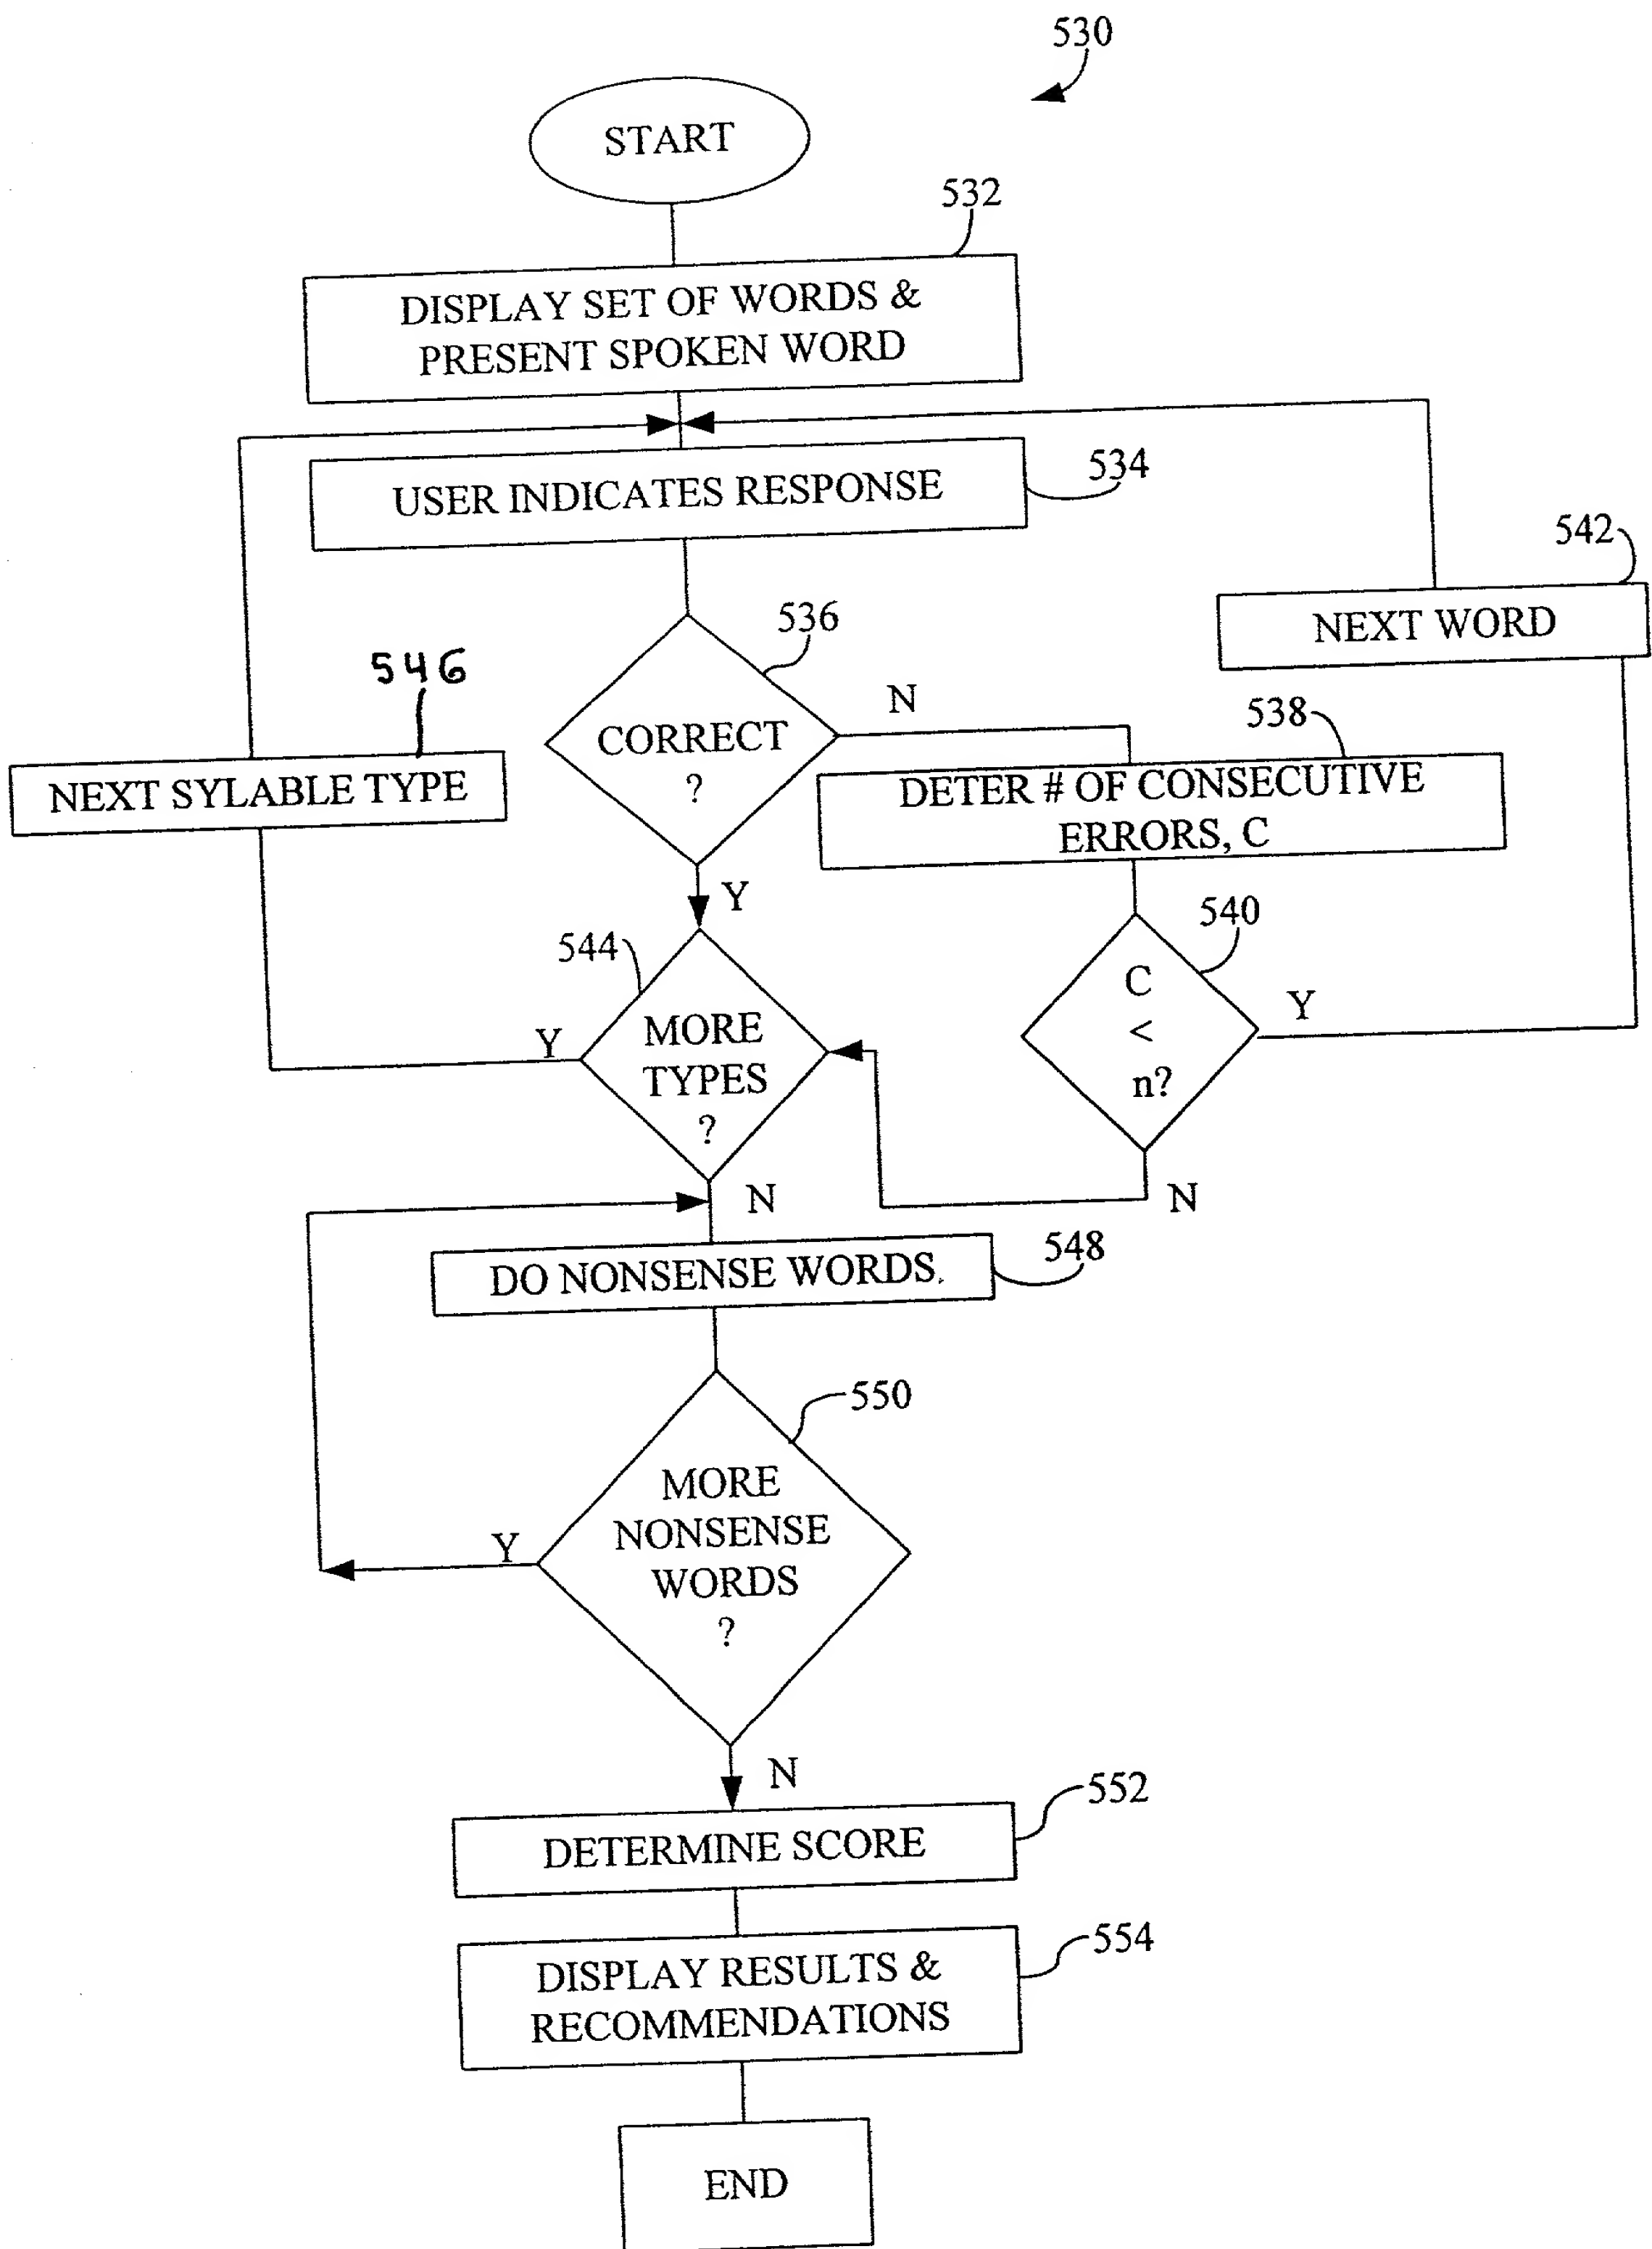 530
START
532
DISPLAY SET OF WORDS &
PRESENT SPOKEN WORD
USER INDICATES RESPONSE
534
542
NEXT WORD
536
546
N
CORRECT
?
538
NEXT SYLABLE TYPE
DETER # OF CONSECUTIVE
ERRORS, C
Y
540
544
C
<
n?
Y
MORE
TYPES
?
Y
N
N
DO NONSENSE WORDS.
548
550
MORE
NONSENSE
WORDS
?
Y
N
552
DETERMINE SCORE
554
DISPLAY RESULTS &
RECOMMENDATIONS
END